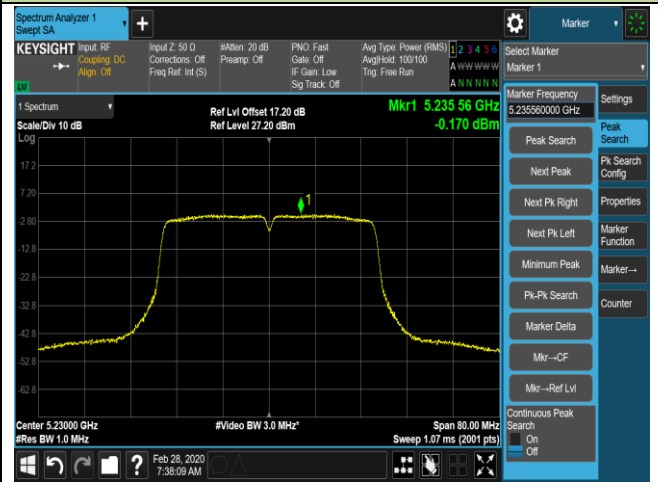 Spectrum Analyzer 1
Swept SA
+
Marker
KEYSIGHT
Input: RF
Coupling: DC
Align: Off
Input Z: 50 Ω
Corrections: Off
Freq Ref: Int (S)
#Atten: 20 dB
Preamp: Off
PNO: Fast
Gate: Off
IF Gain: Low
Sig Track: Off
Avg Type: Power (RMS)
Avg|Hold: 100/100
Trig: Free Run
1 2 3 4 5 6
A W W W W W
A N N N N N
LXI
Select Marker
Marker 1
1 Spectrum
Scale/Div 10 dB
Log
Ref Lvl Offset 17.20 dB
Ref Level 27.20 dBm
Mkr1 5.235 56 GHz
-0.170 dBm
17.2
7.20
-2.80
-12.8
-22.8
-32.8
-42.8
-52.8
-62.8
1
Center 5.23000 GHz
#Res BW 1.0 MHz
#Video BW 3.0 MHz*
Span 80.00 MHz
Sweep 1.07 ms (2001 pts)
Marker Frequency
5.235560000 GHz
Peak Search
Next Peak
Next Pk Right
Next Pk Left
Minimum Peak
Pk-Pk Search
Marker Delta
Mkr→CF
Mkr→Ref Lvl
Continuous Peak
Search
On
Off
Settings
Peak
Search
Pk Search
Config
Properties
Marker
Function
Marker→
Counter
?
Feb 28, 2020
7:38:09 AM